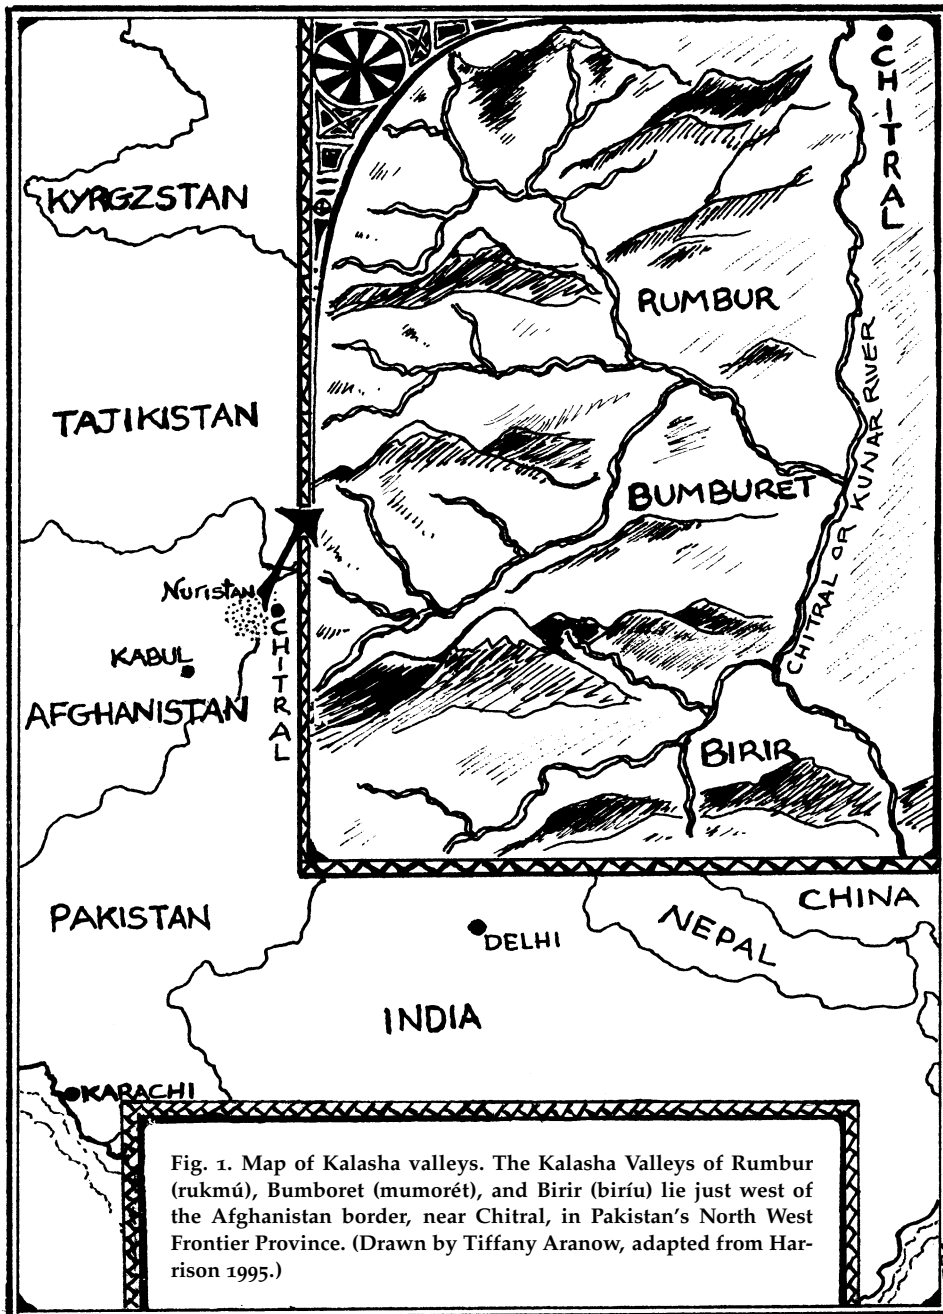 KYRGZSTAN
TAJIKISTAN
NURISTAN
CHITRAL
KABUL
AFGHANISTAN
PAKISTAN
KARACHI
CHITRAL
RUMBUR
BUMBURET
CHITRAL OR KUNAR RIVER
BIRIR
DELHI
INDIA
NEPAL
CHINA
Fig. 1. Map of Kalasha valleys. The Kalasha Valleys of Rumbur
(rukmú), Bumboret (mumorét), and Birir (biríu) lie just west of
the Afghanistan border, near Chitral, in Pakistan's North West
Frontier Province. (Drawn by Tiffany Aranow, adapted from Har-
rison 1995.)